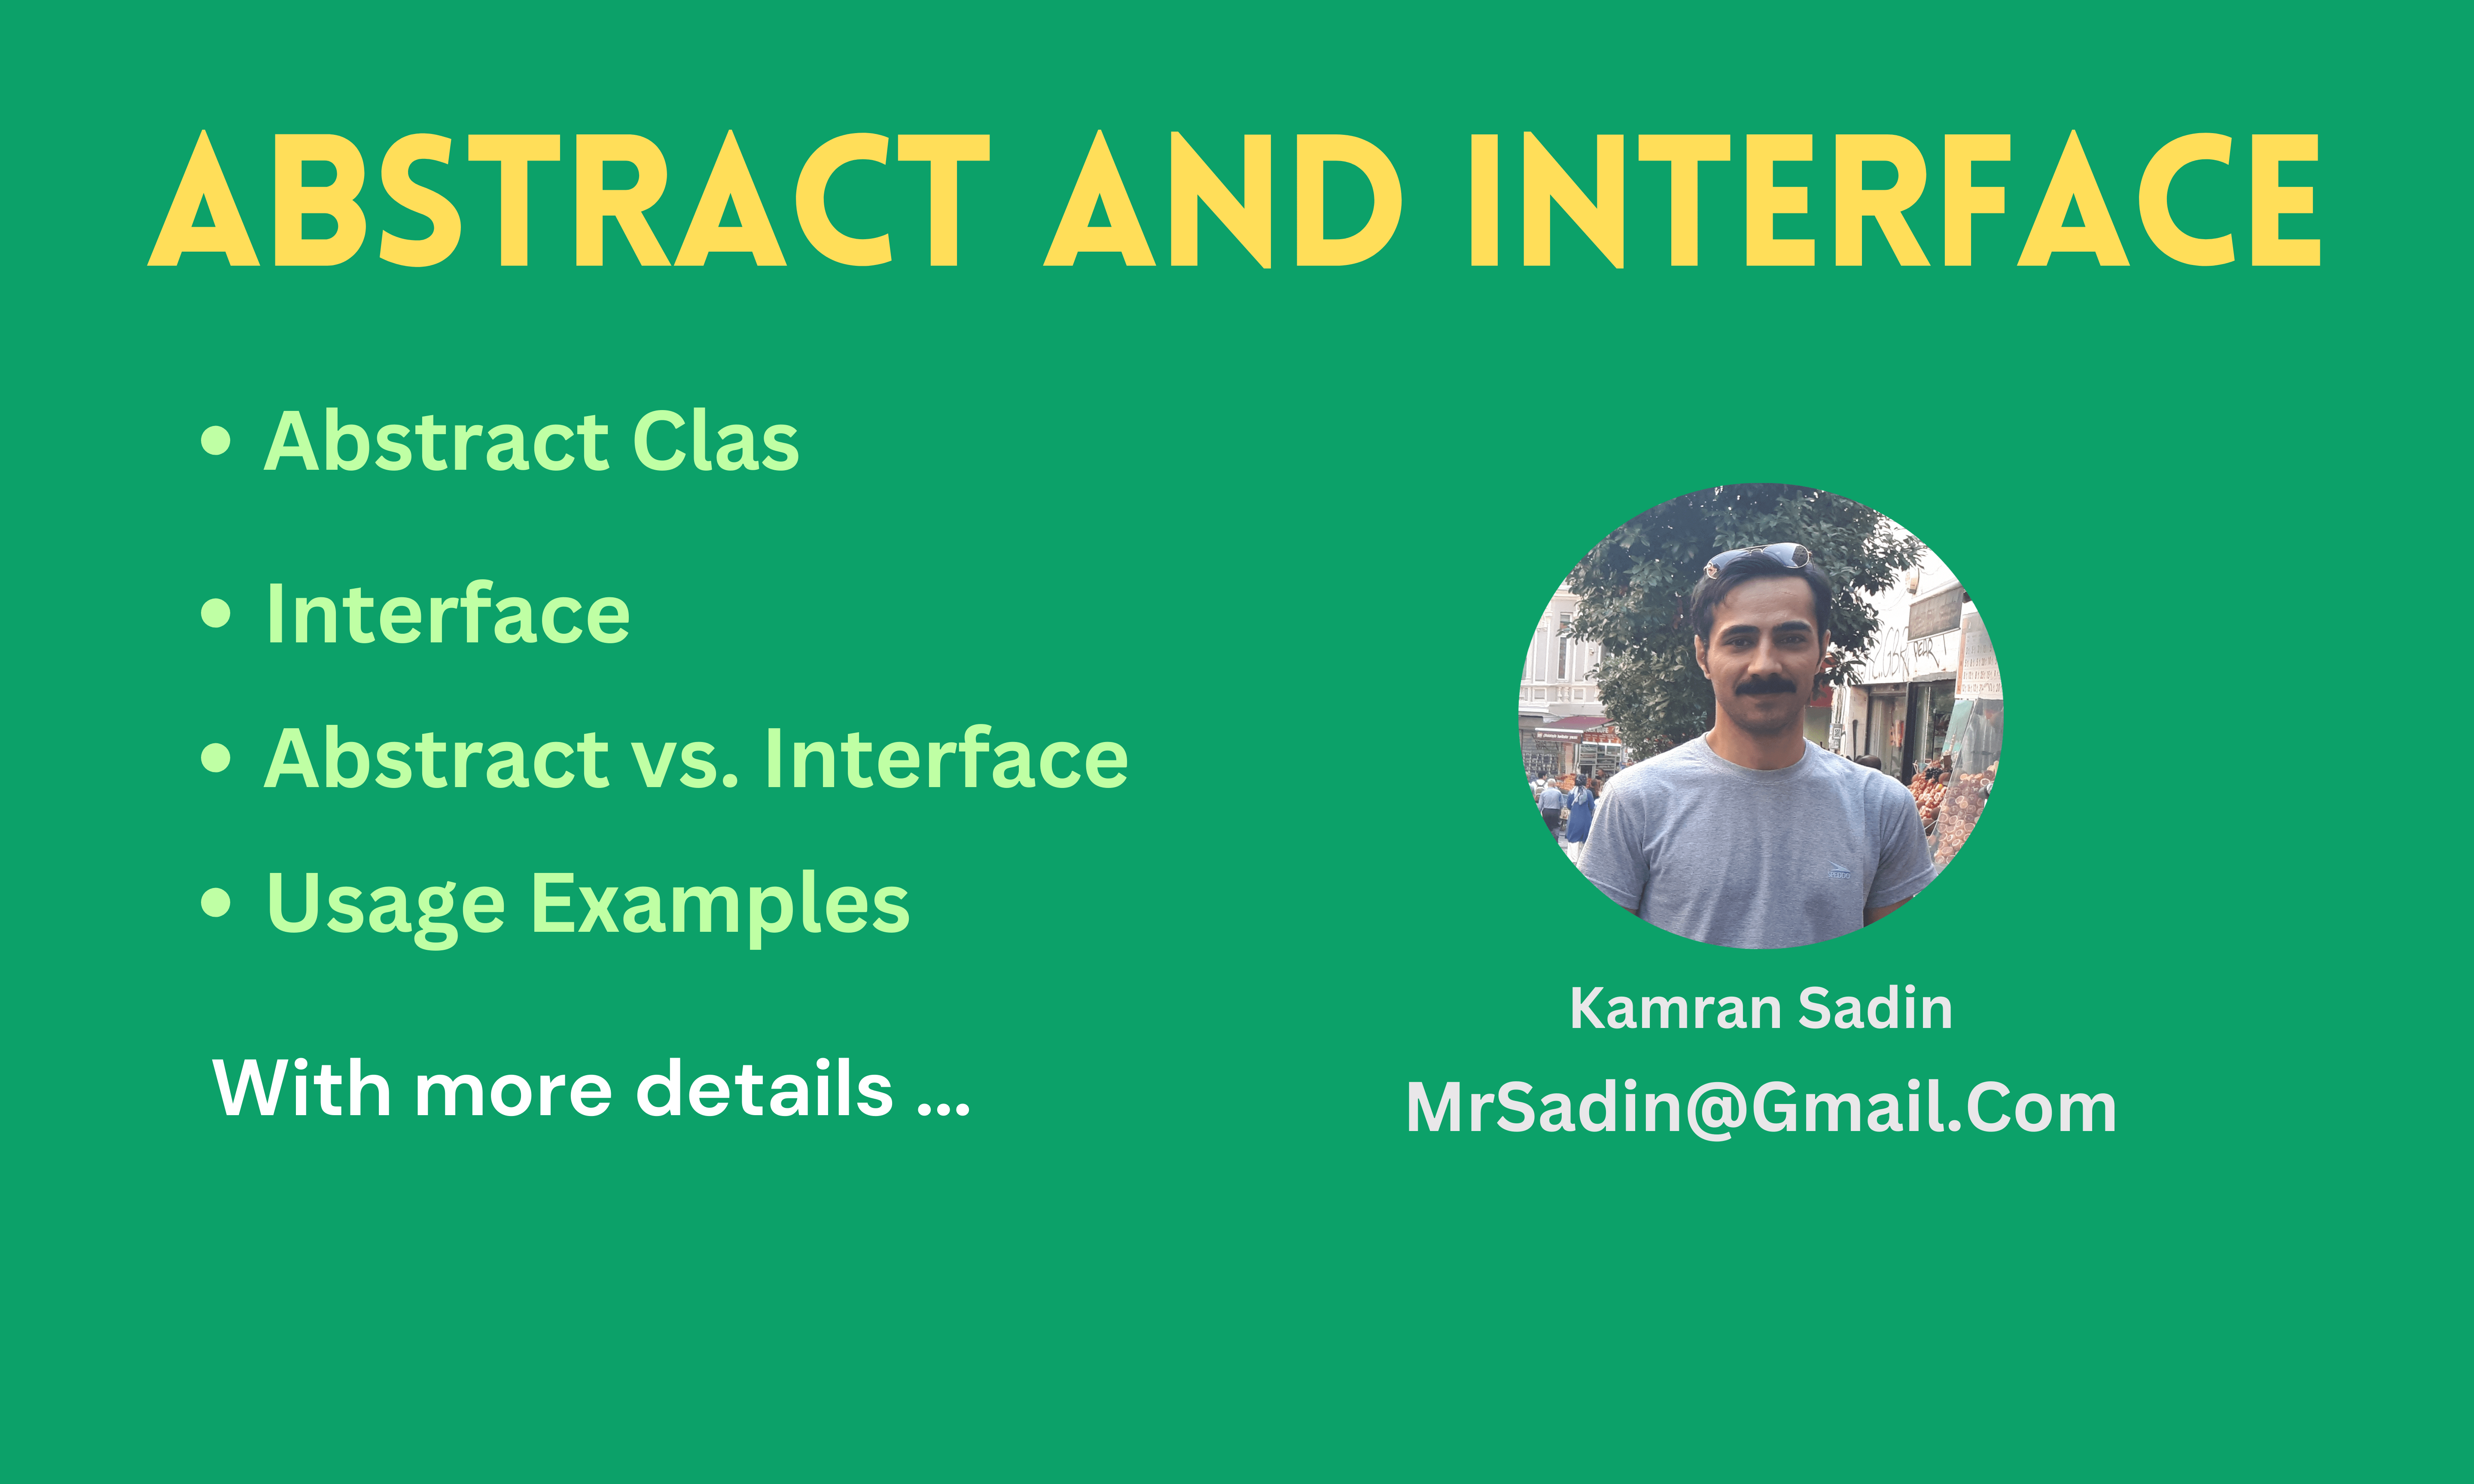 ABSTRACT AND INTERFACE
• Abstract Clas
• Interface
• Abstract vs. Interface
• Usage Examples
With more details ...
Kamran Sadin
MrSadin@Gmail.Com